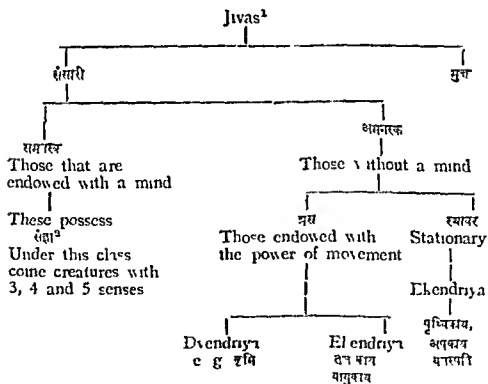 Jivas¹
संसारी
मुक्त
समनस्क
Those that are
endowed with a mind
These possess
संज्ञा²
Under this class
come creatures with
3, 4 and 5 senses
अमनस्क
Those without a mind
त्रस
Those endowed with
the power of movement
Dvendriya
e g कृमि
Ekendriya
वायुकाय
स्थावर
Stationary
Ekendriya
पृथ्विकाय,
अपकाय